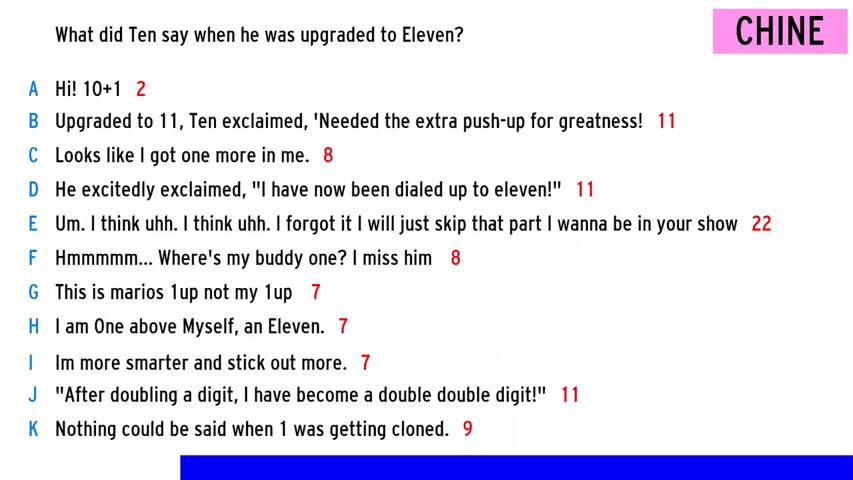 What did Ten say when he was upgraded to Eleven?
CHINE
A Hi! 10+1 2
B Upgraded to 11, Ten exclaimed, 'Needed the extra push-up for greatness! 11
C Looks like I got one more in me. 8
D He excitedly exclaimed, "I have now been dialed up to eleven!" 11
E Um. I think uhh. I think uhh. I forgot it I will just skip that part I wanna be in your show 22
F Hmmmmm... Where's my buddy one? I miss him 8
G This is marios 1up not my 1up 7
H I am One above Myself, an Eleven. 7
I Im more smarter and stick out more. 7
J "After doubling a digit, I have become a double double digit!" 11
K Nothing could be said when 1 was getting cloned. 9